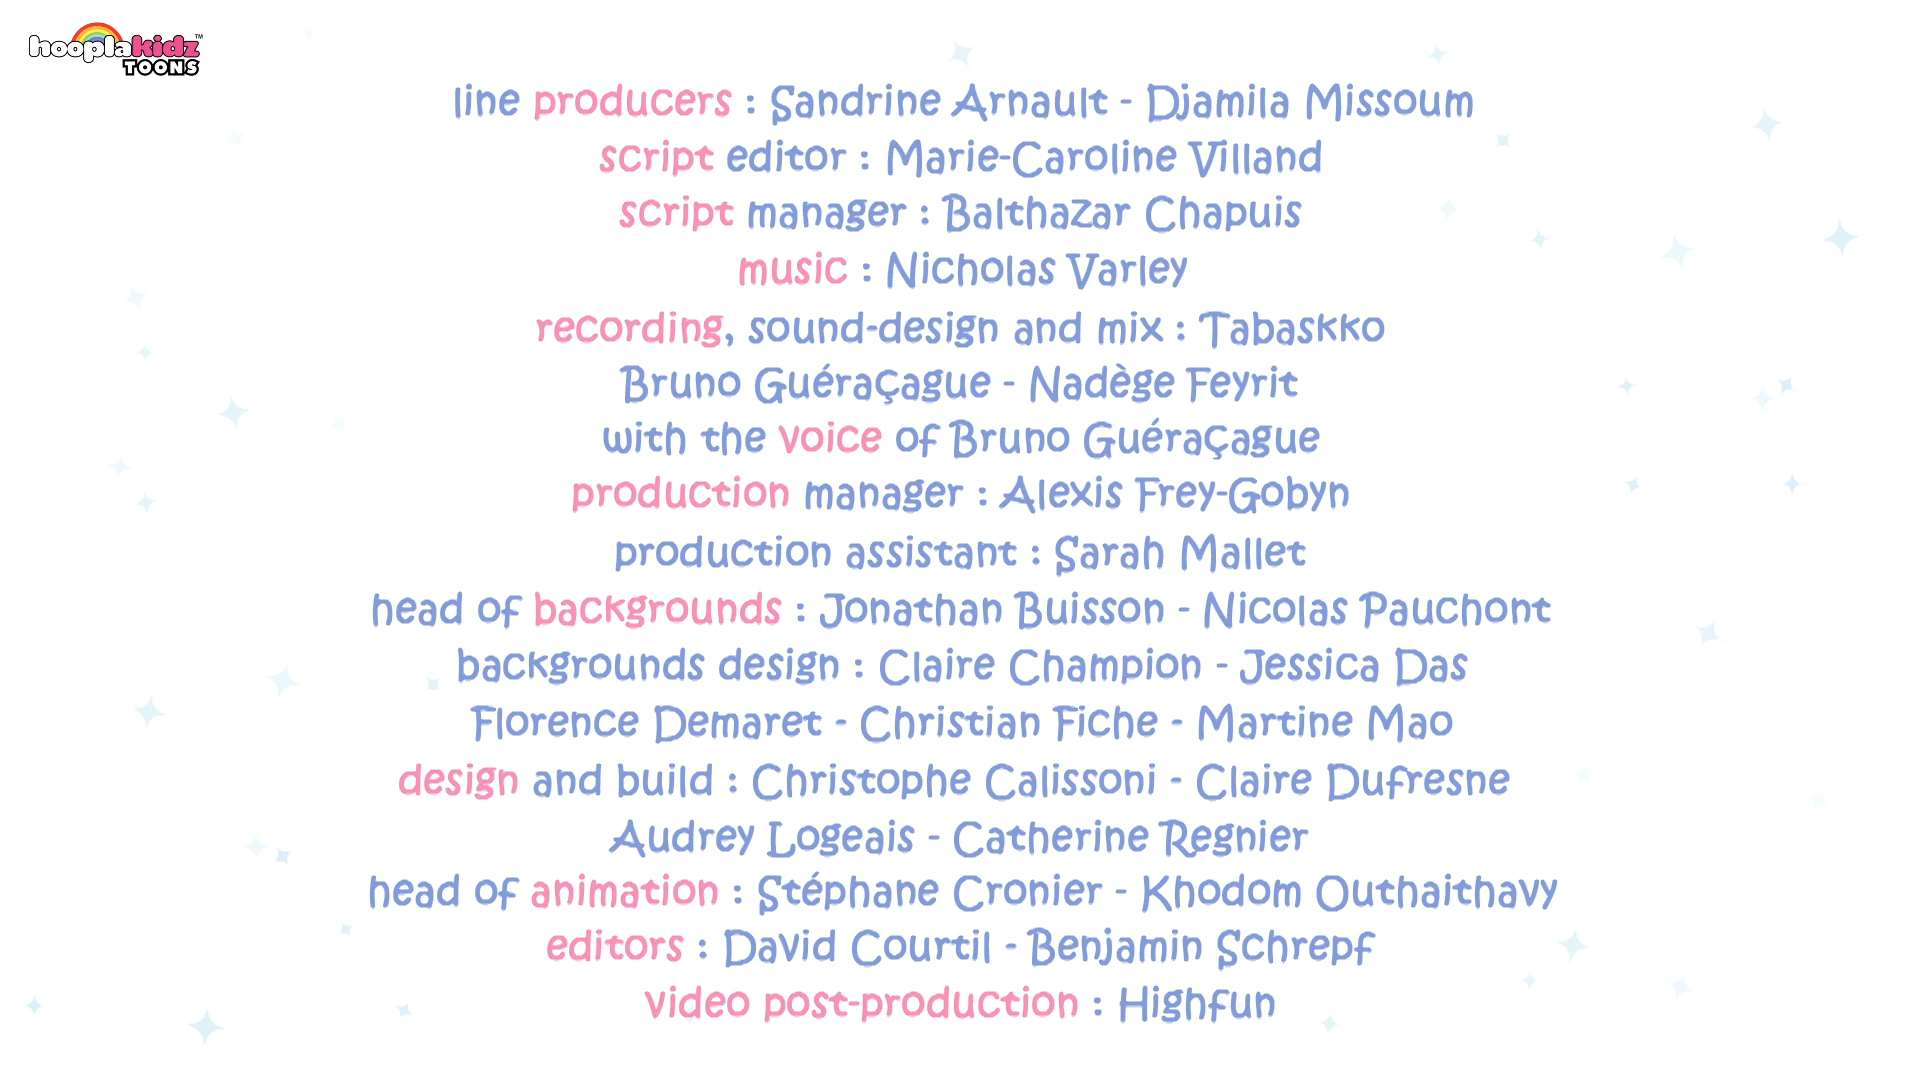 hooplakidz™
TOONS
line producers : Sandrine Arnault - Djamila Missoum
script editor : Marie-Caroline Villand
script manager : Balthazar Chapuis
music : Nicholas Varley
recording, sound-design and mix : Tabaskko
Bruno Guéraçague - Nadège Feyrit
with the voice of Bruno Guéraçague
production manager : Alexis Frey-Gobyn
production assistant : Sarah Mallet
head of backgrounds : Jonathan Buisson - Nicolas Pauchont
backgrounds design : Claire Champion - Jessica Das
Florence Demaret - Christian Fiche - Martine Mao
design and build : Christophe Calissoni - Claire Dufresne
Audrey Logeais - Catherine Regnier
head of animation : Stéphane Cronier - Khodom Outhaithavy
editors : David Courtil - Benjamin Schrepf
video post-production : Highfun